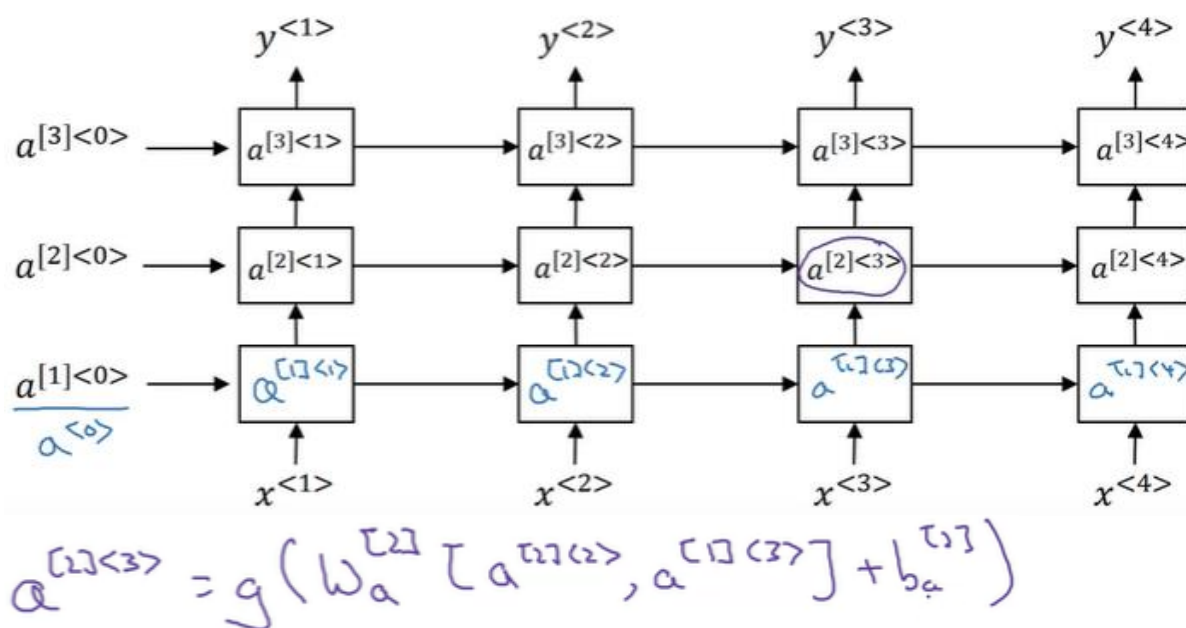 y^{<1>} y^{<2>} y^{<3>} y^{<4>}
a^{[3]<0>} a^{[3]<1>} a^{[3]<2>} a^{[3]<3>} a^{[3]<4>}
a^{[2]<0>} a^{[2]<1>} a^{[2]<2>} a^{[2]<3>} a^{[2]<4>}
a^{[1]<0>} a^{[1]<1>} a^{[1]<2>} a^{[1]<3>} a^{[1]<4>}
a^{<0>}
x^{<1>} x^{<2>} x^{<3>} x^{<4>}
a^{[2]<3>} = g(W_a^{[2]} [a^{[2]<2>}, a^{[1]<3>}] + b_a^{[2]})